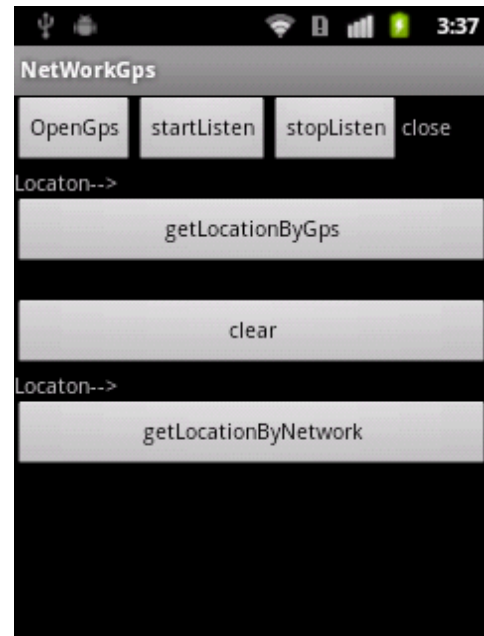 3:37
NetWorkGps
OpenGps startListen stopListen close
Locaton-->
getLocationByGps
clear
Locaton-->
getLocationByNetwork